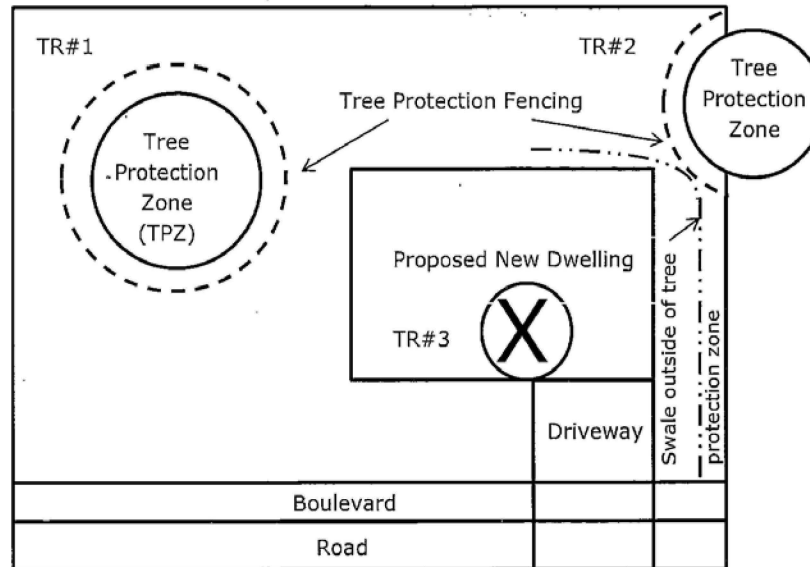 TR#1
TR#2
Tree
Protection
Zone
Tree Protection Fencing
Tree
Protection
Zone
(TPZ)
Proposed New Dwelling
TR#3
X
Swale outside of tree
protection zone
Driveway
Boulevard
Road